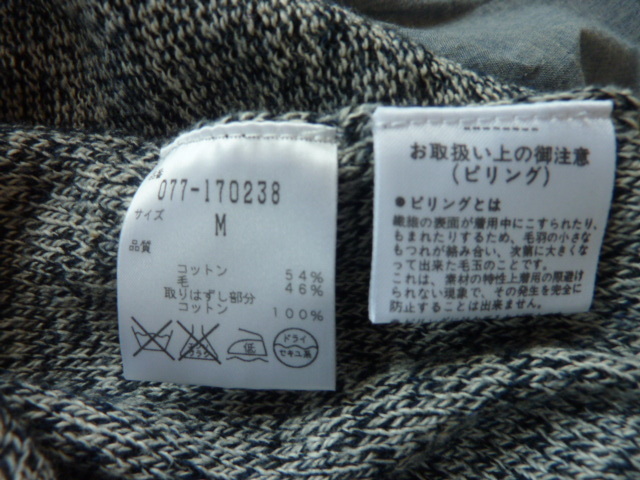 077-170238
サイズ
M
品質
コットン 54%
毛 46%
取りはずし部分
コットン 100%
低
ドライ
セキユ系
お取扱い上の御注意
(ピリング)
●ピリングとは
繊維の表面が着用中にこすられたり、
もまれたりするため、毛羽の小さな
もつれが絡み合い、次第に大きくな
って出来た毛玉のことです。
これは、素材の特性上着用の際避け
られない現象で、その発生を完全に
防止することは出来ません。